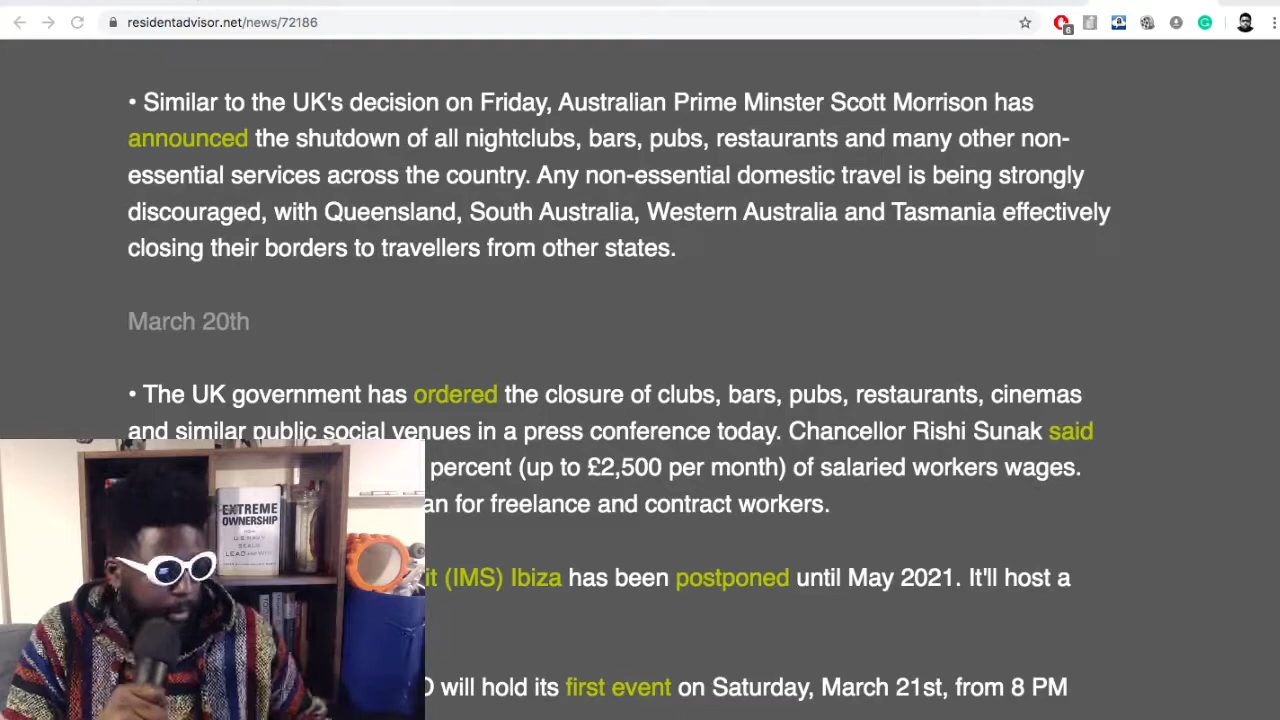 residentadvisor.net/news/72186
6
• Similar to the UK's decision on Friday, Australian Prime Minster Scott Morrison has
announced the shutdown of all nightclubs, bars, pubs, restaurants and many other non-
essential services across the country. Any non-essential domestic travel is being strongly
discouraged, with Queensland, South Australia, Western Australia and Tasmania effectively
closing their borders to travellers from other states.
March 20th
• The UK government has ordered the closure of clubs, bars, pubs, restaurants, cinemas
and similar public social venues in a press conference today. Chancellor Rishi Sunak said
percent (up to £2,500 per month) of salaried workers wages.
an for freelance and contract workers.
EXTREME
OWNERSHIP
LEAD
it (IMS) Ibiza has been postponed until May 2021. It'll host a
will hold its first event on Saturday, March 21st, from 8 PM